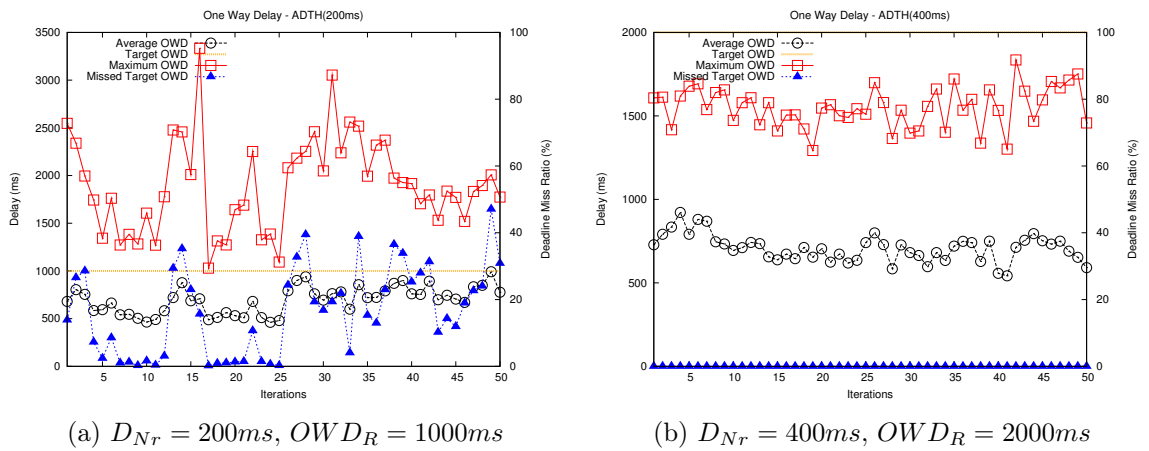 One Way Delay - ADTH(200ms)
Average OWD
Target OWD
Maximum OWD
Missed Target OWD
3500
3000
2500
2000
1500
1000
500
0
Delay (ms)
100
80
60
40
20
0
Deadline Miss Ratio (%)
5 10 15 20 25 30 35 40 45 50
Iterations
(a) D_{Nr} = 200ms, OWD_R = 1000ms
One Way Delay - ADTH(400ms)
Average OWD
Target OWD
Maximum OWD
Missed Target OWD
2000
1500
1000
500
0
Delay (ms)
100
80
60
40
20
0
Deadline Miss Ratio (%)
5 10 15 20 25 30 35 40 45 50
Iterations
(b) D_{Nr} = 400ms, OWD_R = 2000ms